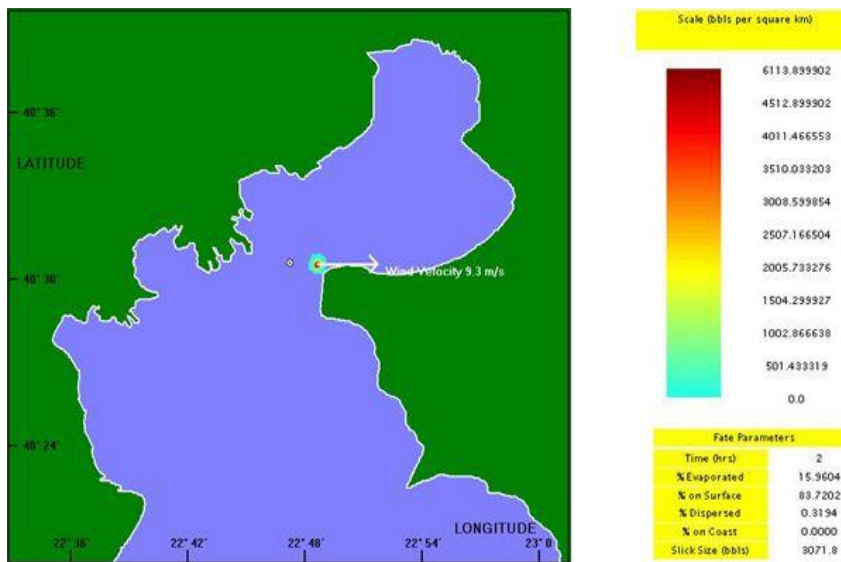 40° 36'
LATITUDE
Wind Velocity 9.3 m/s
40° 30'
40° 24'
LONGITUDE
22° 36'
22° 42'
22° 48'
22° 54'
23° 0
Scale (bbls per square km)
6113.899902
4512.899902
4011.466553
3510.033203
3008.599854
2507.166504
2005.733276
1504.299927
1002.866638
501.433319
0.0
Fate Parameters
Time (hrs) 2
% Evaporated 15.9604
% on Surface 83.7202
% Dispersed 0.3194
% on Coast 0.0000
Slick Size (bbls) 3071.8